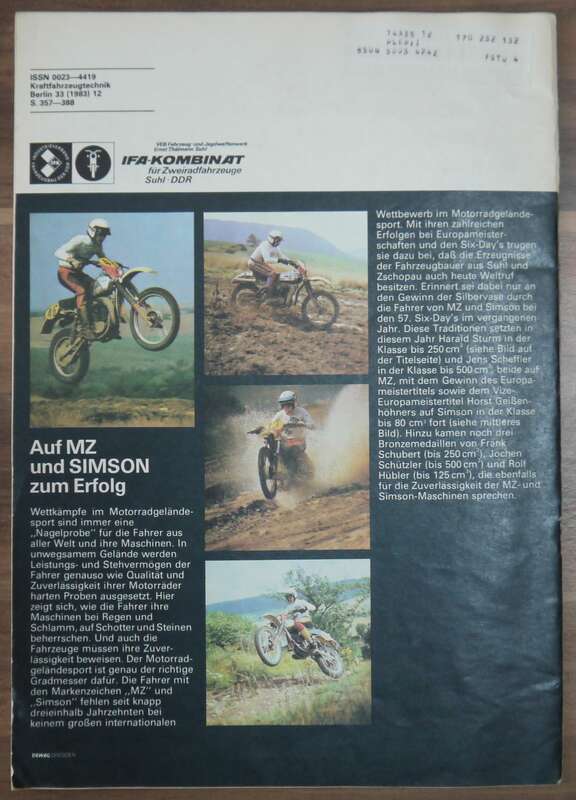 ISSN 0023—4419
Kraftfahrzeugtechnik
Berlin 33 (1983) 12
S. 357—388
VEB Fahrzeug- und Jagdwaffenwerk
Ernst Thälmann Suhl
IFA-KOMBINAT
für Zweiradfahrzeuge
Suhl · DDR
Auf MZ
und SIMSON
zum Erfolg
Wettkämpfe im Motorradgelände-
sport sind immer eine
„Nagelprobe" für die Fahrer aus
aller Welt und ihre Maschinen. In
unwegsamem Gelände werden
Leistungs- und Stehvermögen der
Fahrer genauso wie Qualität und
Zuverlässigkeit ihrer Motorräder
harten Proben ausgesetzt. Hier
zeigt sich, wie die Fahrer ihre
Maschinen bei Regen und
Schlamm, auf Schotter und Steinen
beherrschen. Und auch die
Fahrzeuge müssen ihre Zuver-
lässigkeit beweisen. Der Motorrad-
geländesport ist genau der richtige
Gradmesser dafür. Die Fahrer mit
den Markenzeichen „MZ" und
„Simson" fehlen seit knapp
dreieinhalb Jahrzehnten bei
keinem großen internationalen
Wettbewerb im Motorradgelände-
sport. Mit ihren zahlreichen
Erfolgen bei Europameister-
schaften und den Six-Day's trugen
sie dazu bei, daß die Erzeugnisse
der Fahrzeugbauer aus Suhl und
Zschopau auch heute Weltruf
besitzen. Erinnert sei dabei nur an
den Gewinn der Silbervase durch
die Fahrer von MZ und Simson bei
den 57. Six-Day's im vergangenen
Jahr. Diese Traditionen setzten in
diesem Jahr Harald Sturm in der
Klasse bis 250 cm³ (siehe Bild auf
der Titelseite) und Jens Scheffler
in der Klasse bis 500 cm³, beide auf
MZ, mit dem Gewinn des Europa-
meistertitels sowie dem Vize-
Europameistertitel Horst Geißen-
höhners auf Simson in der Klasse
bis 80 cm³ fort (siehe mittleres
Bild). Hinzu kamen noch drei
Bronzemedaillen von Frank
Schubert (bis 250 cm³), Jochen
Schützler (bis 500 cm³) und Rolf
Hübler (bis 125 cm³), die ebenfalls
für die Zuverlässigkeit der MZ- und
Simson-Maschinen sprechen.
DEWAG DRESDEN